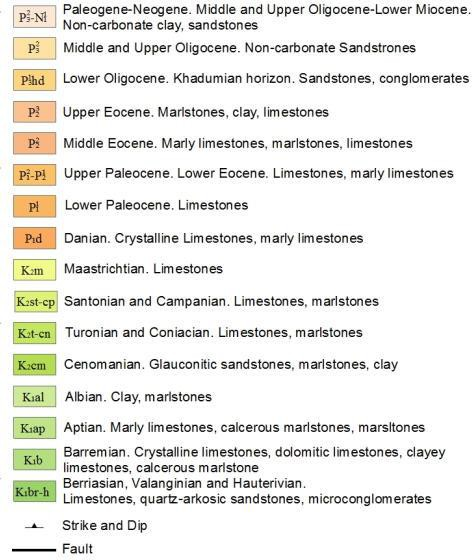 P₃²-N₁¹ Paleogene-Neogene. Middle and Upper Oligocene-Lower Miocene.
Non-carbonate clay, sandstones
P₃² Middle and Upper Oligocene. Non-carbonate Sandstrones
P₃¹hd Lower Oligocene. Khadumian horizon. Sandstones, conglomerates
Upper Eocene. Marlstones, clay, limestones
P₂² Middle Eocene. Marly limestones, marlstones, limestones
Upper Paleocene. Lower Eocene. Limestones, marly limestones
P₁¹ Lower Paleocene. Limestones
P₁d Danian. Crystalline Limestones, marly limestones
K₂m Maastrichtian. Limestones
K₂st-cp Santonian and Campanian. Limestones, marlstones
K₂t-cn Turonian and Coniacian. Limestones, marlstones
K₂cm Cenomanian. Glauconitic sandstones, marlstones, clay
K₁al Albian. Clay, marlstones
K₁ap Aptian. Marly limestones, calcerous marlstones, marsltones
K₁b Barremian. Crystalline limestones, dolomitic limestones, clayey
limestones, calcerous marlstone
K₁br-h Berriasian, Valanginian and Hauterivian.
Limestones, quartz-arkosic sandstones, microconglomerates
Strike and Dip
Fault